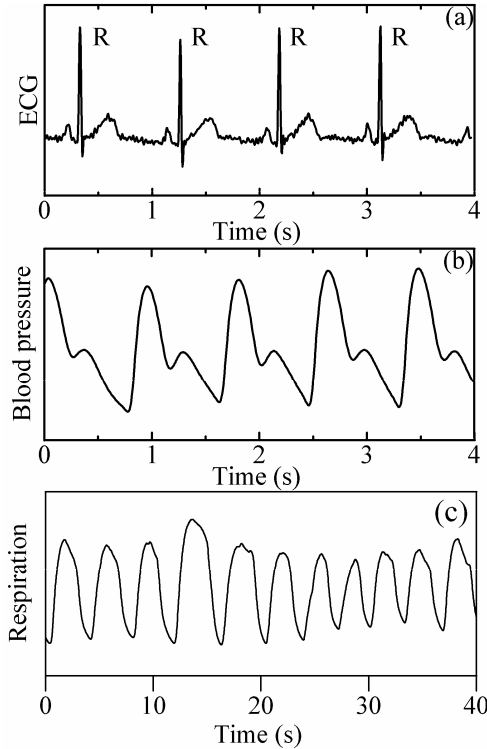 (a)
R R R R
ECG
0 1 2 3 4
Time (s)
(b)
Blood pressure
0 1 2 3 4
Time (s)
(c)
Respiration
0 10 20 30 40
Time (s)